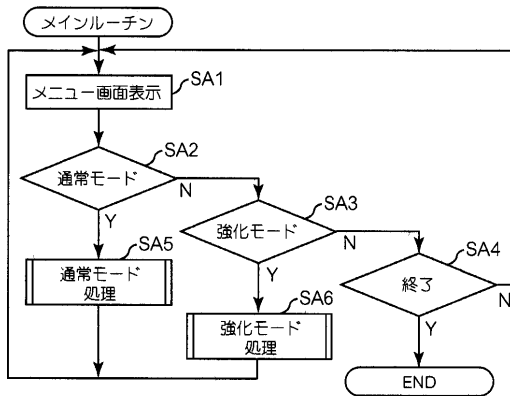 メインルーチン
SA1
メニュー画面表示
SA2
通常モード
N
Y
SA3
強化モード
N
Y
SA4
終了
N
Y
SA5
通常モード
処理
SA6
強化モード
処理
END